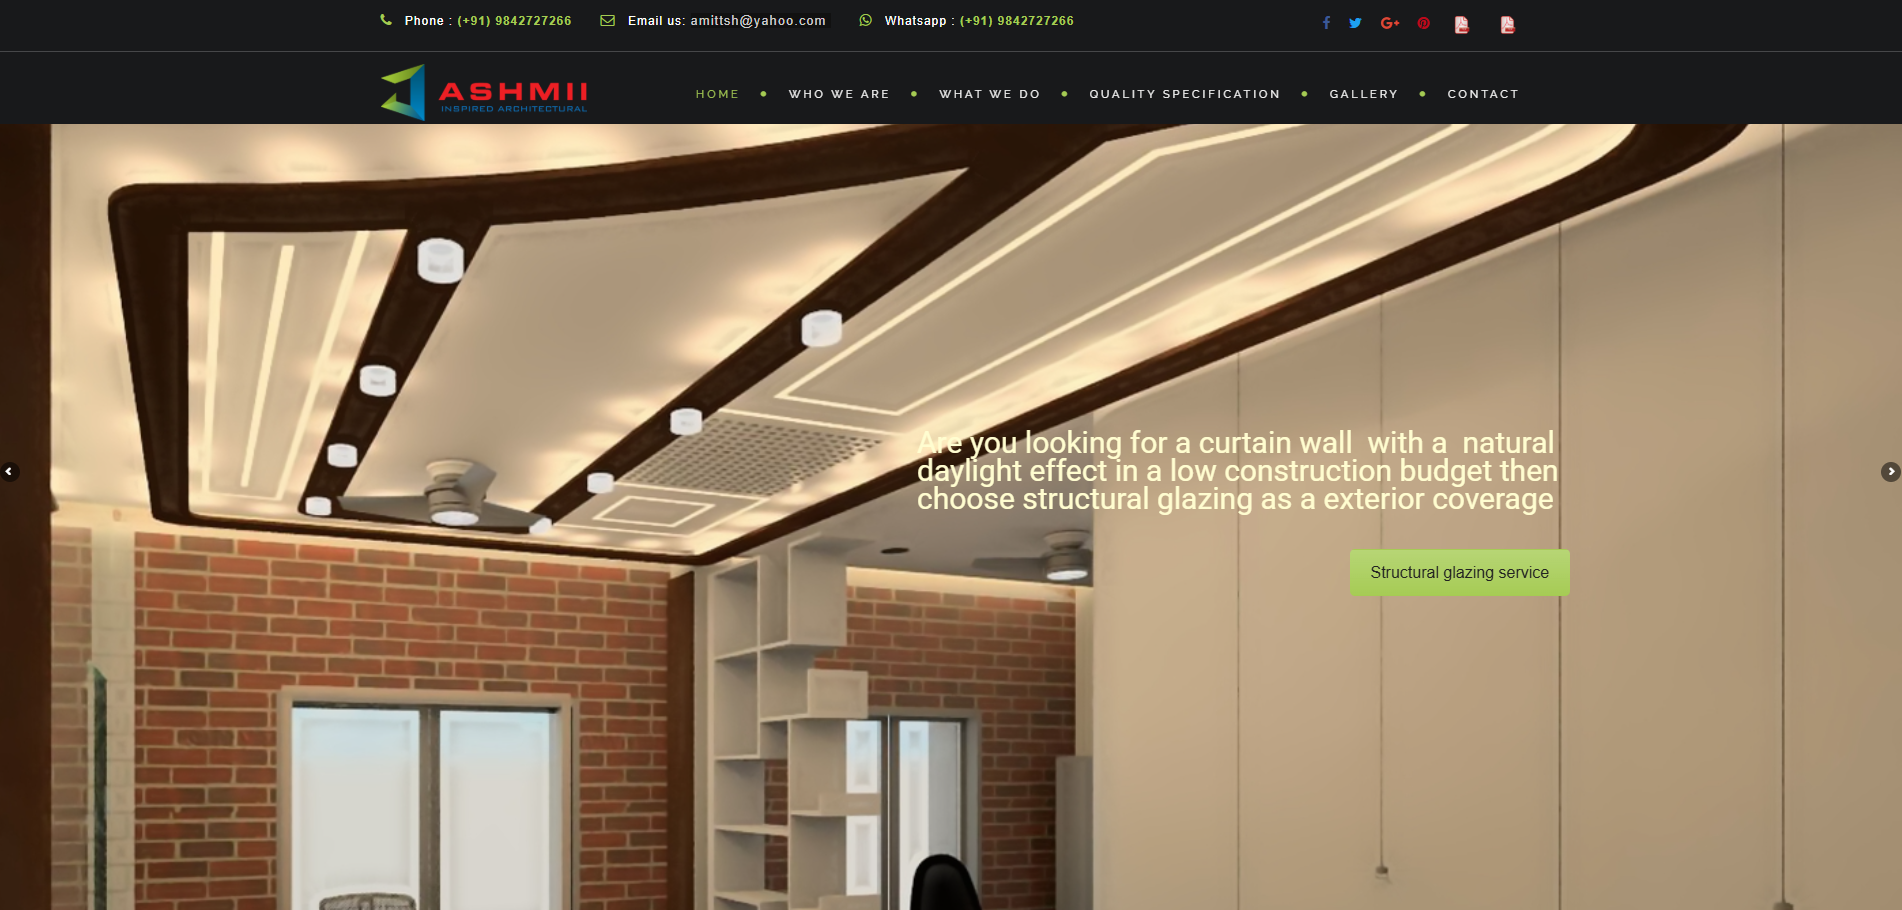 Phone : (+91) 9842727266
Email us: amittsh@yahoo.com
Whatsapp : (+91) 9842727266
ASHMII
INSPIRED ARCHITECTURAL
HOME
WHO WE ARE
WHAT WE DO
QUALITY SPECIFICATION
GALLERY
CONTACT
Are you looking for a curtain wall  with a  natural
daylight effect in a low construction budget then
choose structural glazing as a exterior coverage
Structural glazing service